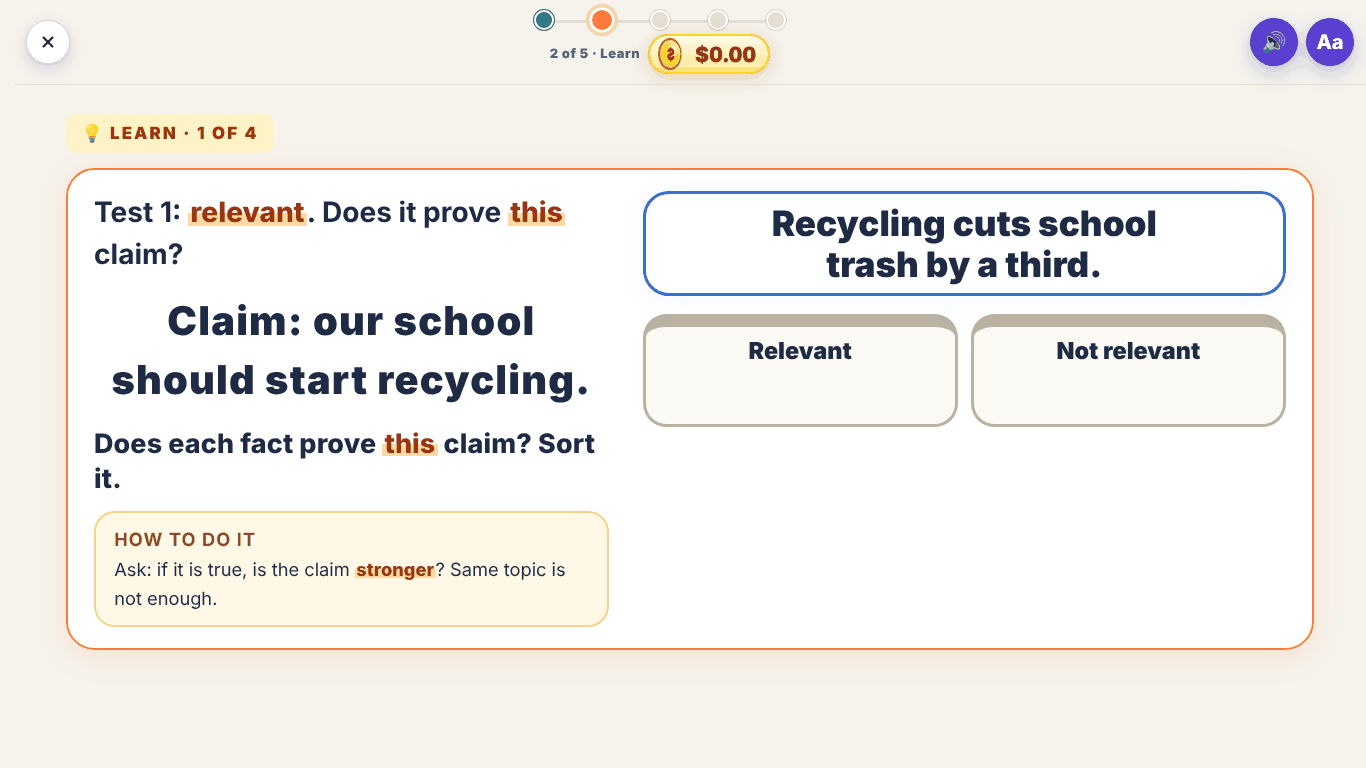 2 of 5 · Learn
$0.00
Aa
💡 LEARN · 1 OF 4
Test 1: relevant. Does it prove this
claim?
Claim: our school
should start recycling.
Does each fact prove this claim? Sort
it.
HOW TO DO IT
Ask: if it is true, is the claim stronger? Same topic is
not enough.
Recycling cuts school
trash by a third.
Relevant
Not relevant